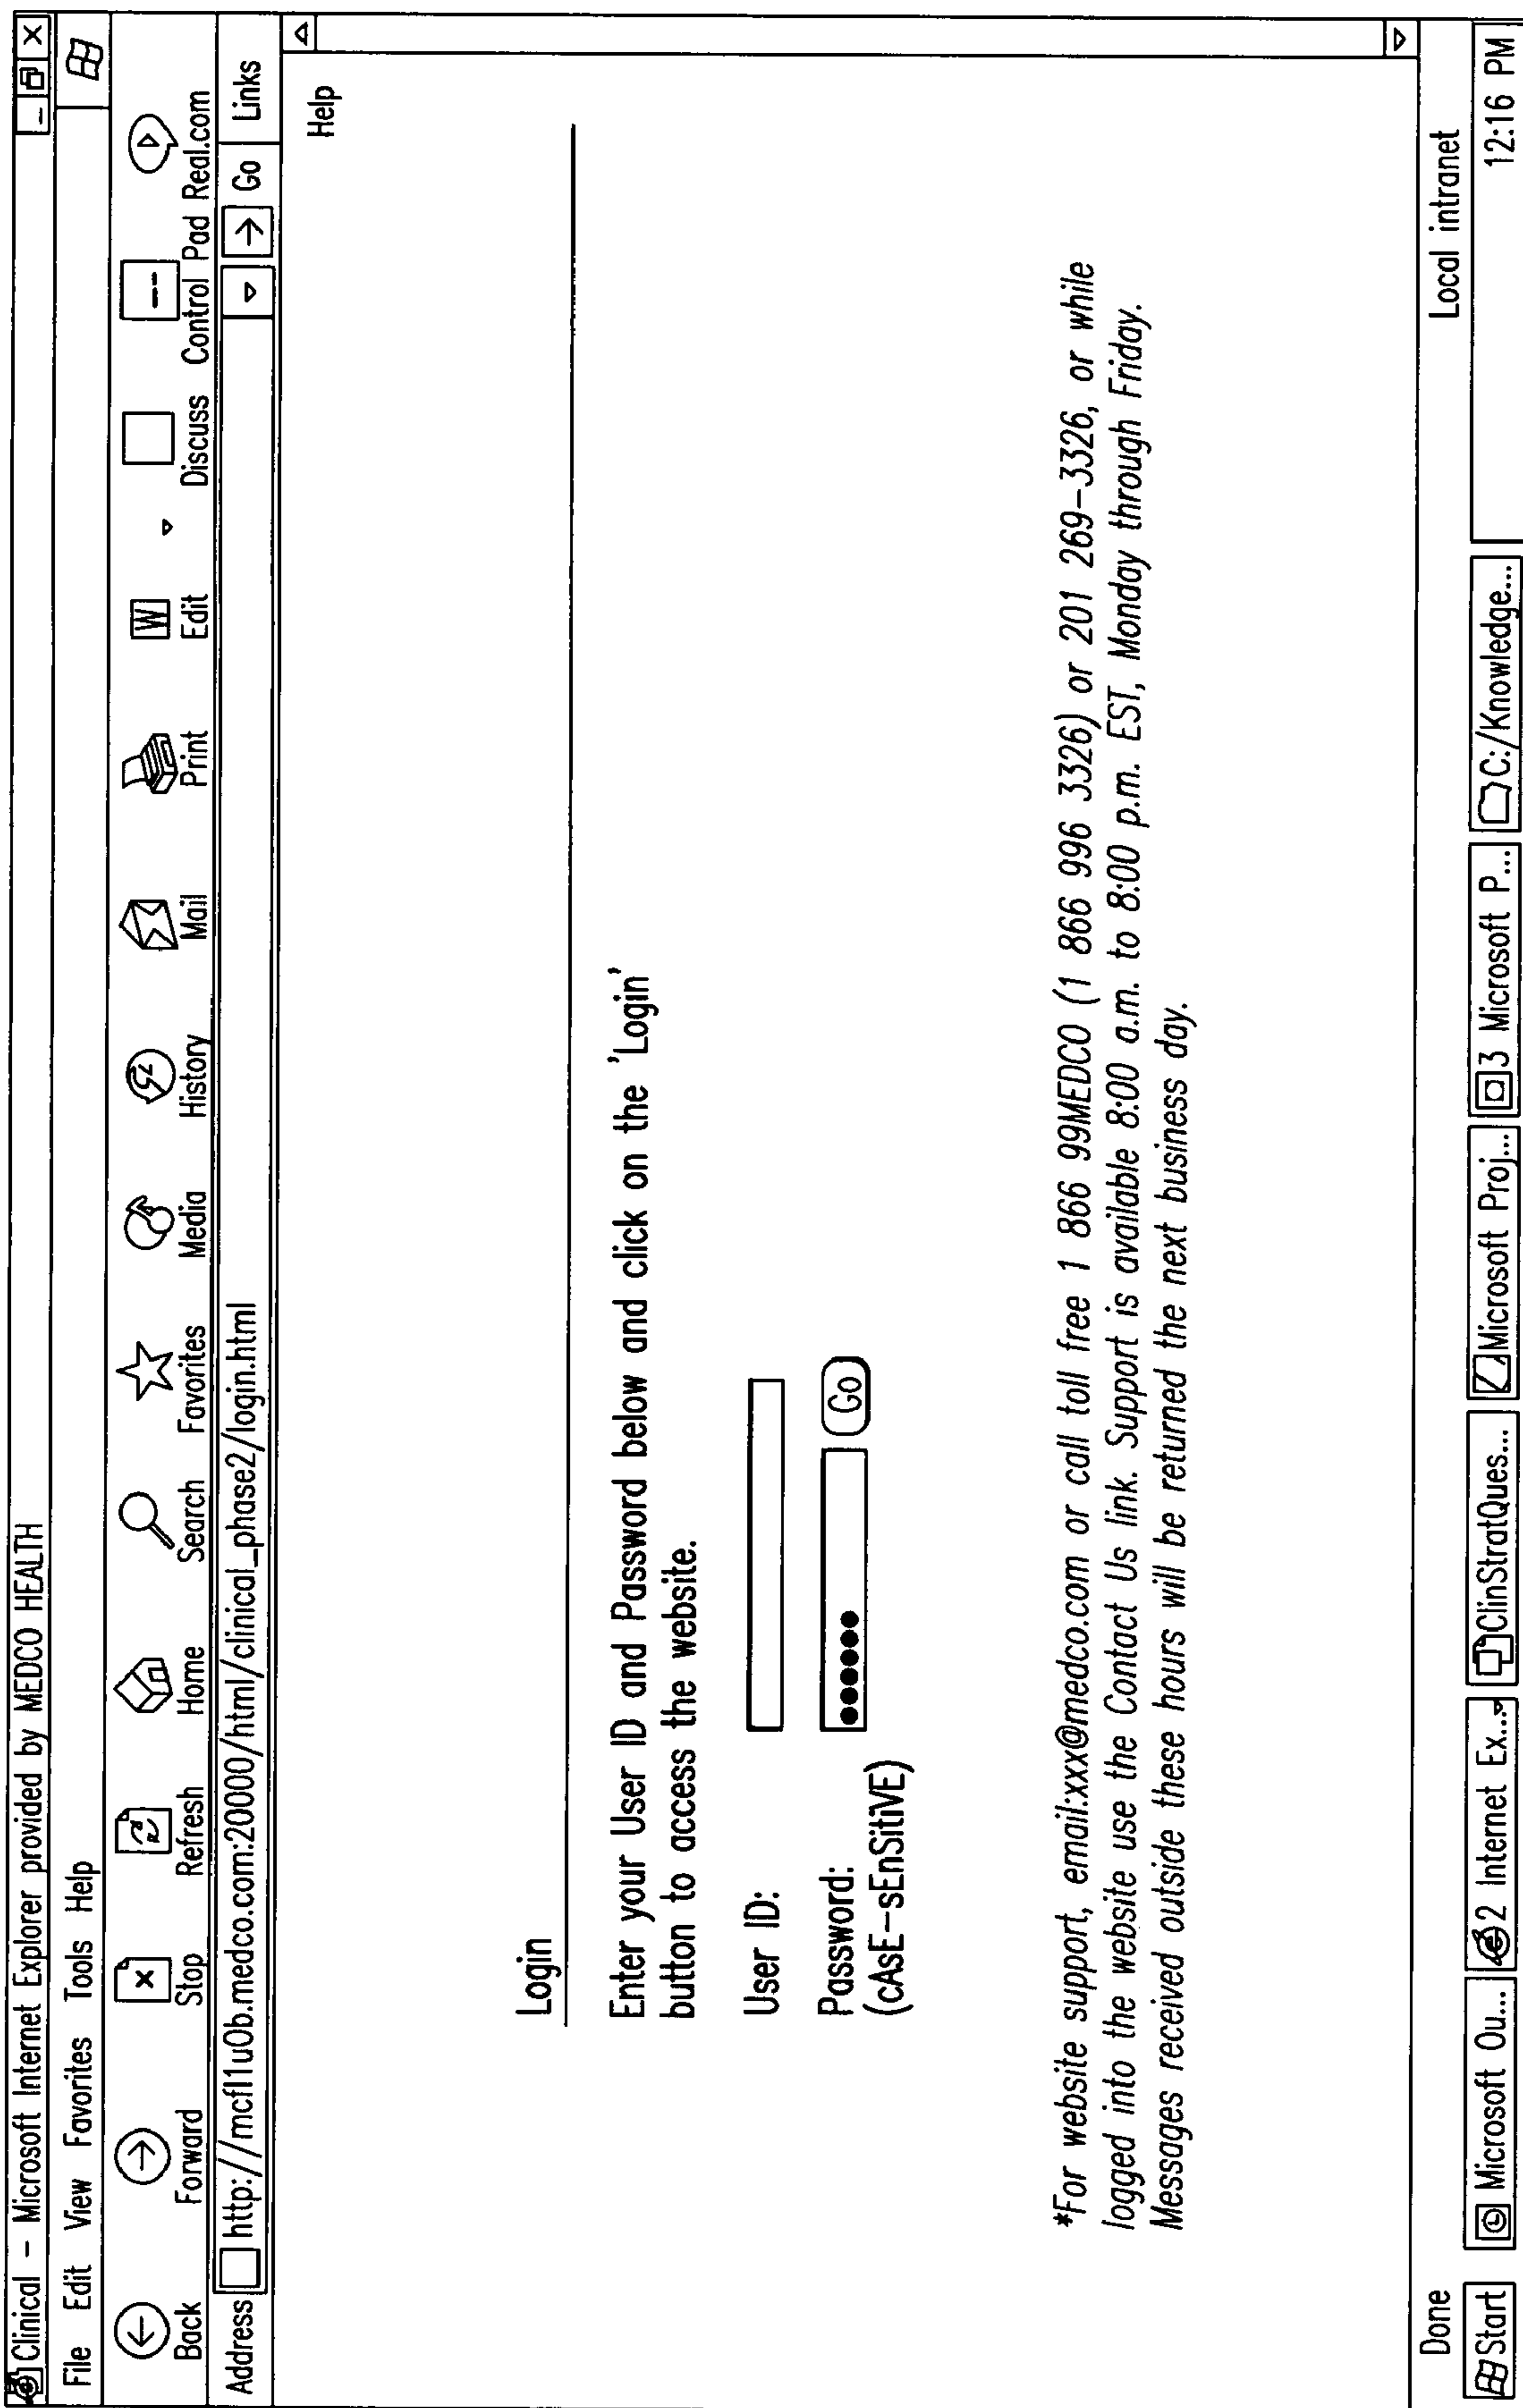 Clinical – Microsoft Internet Explorer provided by MEDCO HEALTH
File Edit View Favorites Tools Help
Back Forward Stop Refresh Home Search Favorites Media History Mail Print Edit Discuss Control Pad Real.com
Address http://mcfl1u0b.medco.com:20000/html/clinical_phase2/login.html Go Links
Help
Login
Enter your User ID and Password below and click on the 'Login'
button to access the website.
User ID:
Password: Go
(cAsE–sEnSitiVE)
*For website support, email:xxx@medco.com or call toll free 1 866 99MEDCO (1 866 996 3326) or 201 269–3326, or while
logged into the website use the Contact Us link. Support is available 8:00 a.m. to 8:00 p.m. EST, Monday through Friday.
Messages received outside these hours will be returned the next business day.
Done Local intranet
Start Microsoft Ou... 2 Internet Ex... ClinStratQues... Microsoft Proj... 3 Microsoft P... C:/Knowledge... 12:16 PM